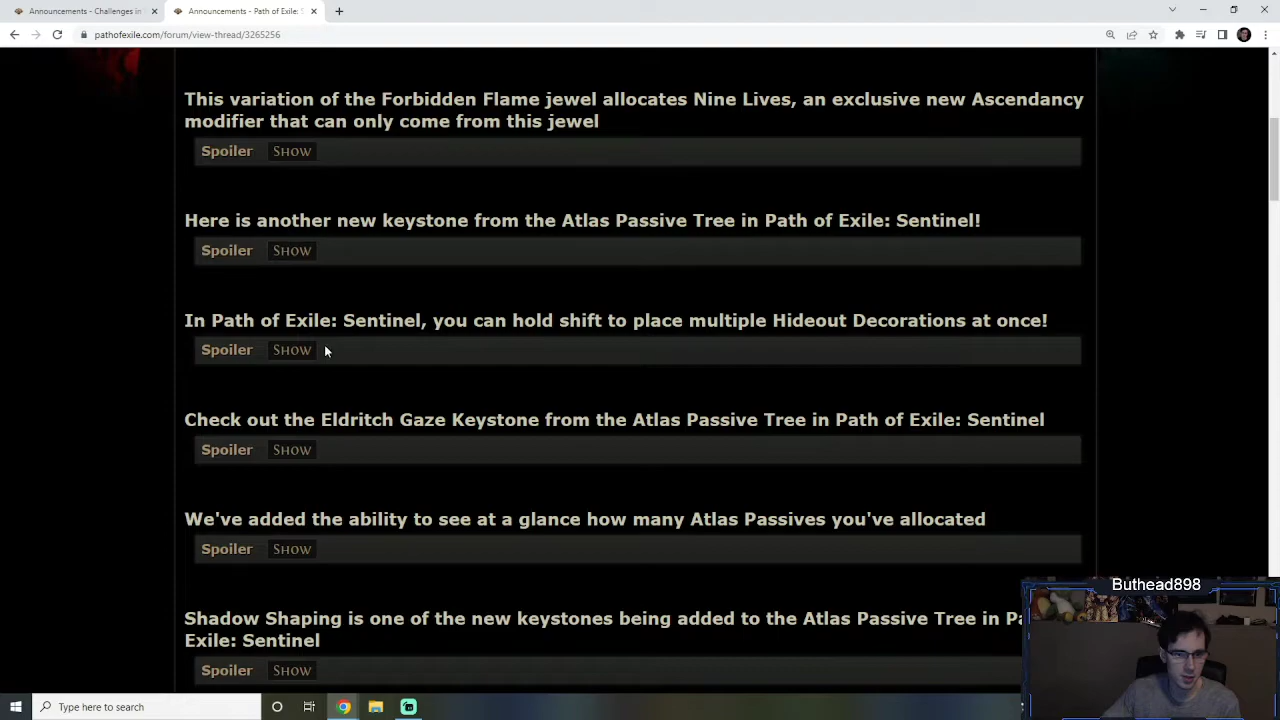 Announcements - Challenges in
Announcements - Path of Exile: S
pathofexile.com/forum/view-thread/3265256
This variation of the Forbidden Flame jewel allocates Nine Lives, an exclusive new Ascendancy
modifier that can only come from this jewel
Spoiler SHOW
Here is another new keystone from the Atlas Passive Tree in Path of Exile: Sentinel!
Spoiler SHOW
In Path of Exile: Sentinel, you can hold shift to place multiple Hideout Decorations at once!
Spoiler SHOW
Check out the Eldritch Gaze Keystone from the Atlas Passive Tree in Path of Exile: Sentinel
Spoiler SHOW
We've added the ability to see at a glance how many Atlas Passives you've allocated
Spoiler SHOW
Buthead898
Shadow Shaping is one of the new keystones being added to the Atlas Passive Tree in Pa
Exile: Sentinel
Spoiler SHOW
Type here to search